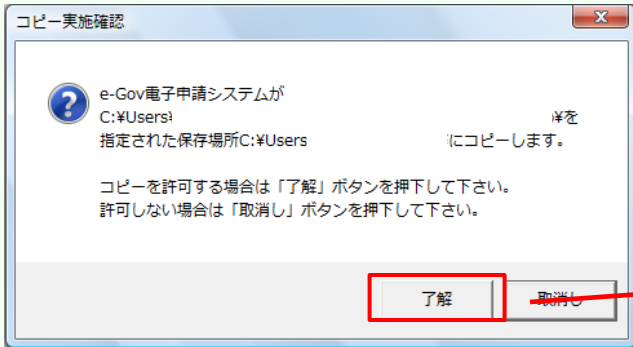 コピー実施確認
e-Gov電子申請システムが
C:¥Users¥
¥を
指定された保存場所C:¥Users
にコピーします。
コピーを許可する場合は「了解」ボタンを押下して下さい。
許可しない場合は「取消し」ボタンを押下して下さい。
了解
取消し